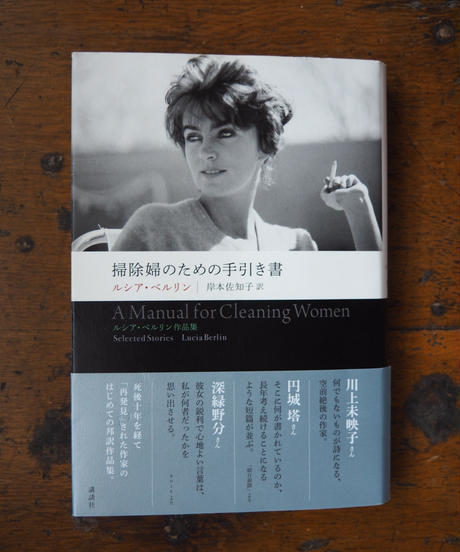 掃除婦のための手引き書
ルシア・ベルリン｜岸本佐知子 訳
A Manual for Cleaning Women
ルシア・ベルリン作品集
Selected Stories Lucia Berlin
川上未映子さん
何でもないものが詩になる、
空前絶後の作家。
円城 塔さん
そこに何が書かれているのか、
長年考え続けることになる
ような短篇が並ぶ。
「朝日新聞」より
深緑野分さん
彼女の鋭利で心地よい言葉は、
私が何者だったかを
思い出させる。
死後十年を経て
「再発見」された作家の
はじめての邦訳作品集。
講談社